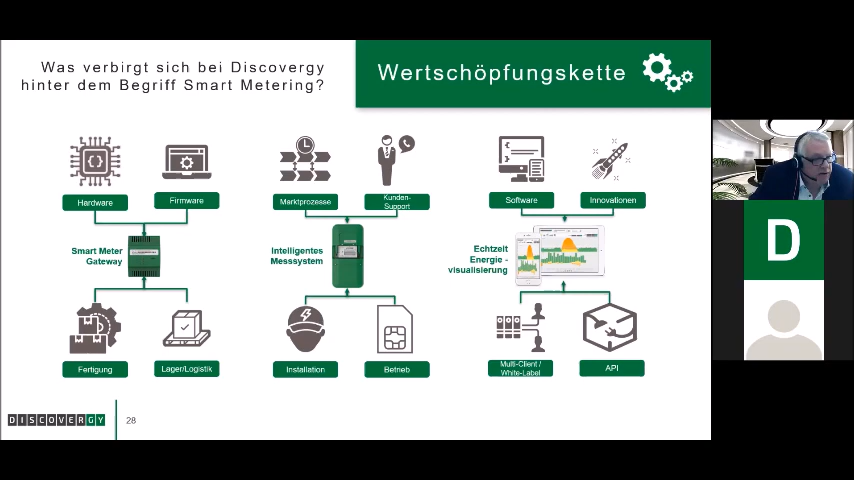 Was verbirgt sich bei Discovergy
hinter dem Begriff Smart Metering?
Wertschöpfungskette
Hardware
Firmware
Marktprozesse
Kunden-
Support
Software
Innovationen
Smart Meter
Gateway
Intelligentes
Messsystem
Echtzeit
Energie -
visualisierung
Fertigung
Lager/Logistik
Installation
Betrieb
Multi-Client /
White-Label
API
DISCOVERGY
28
D